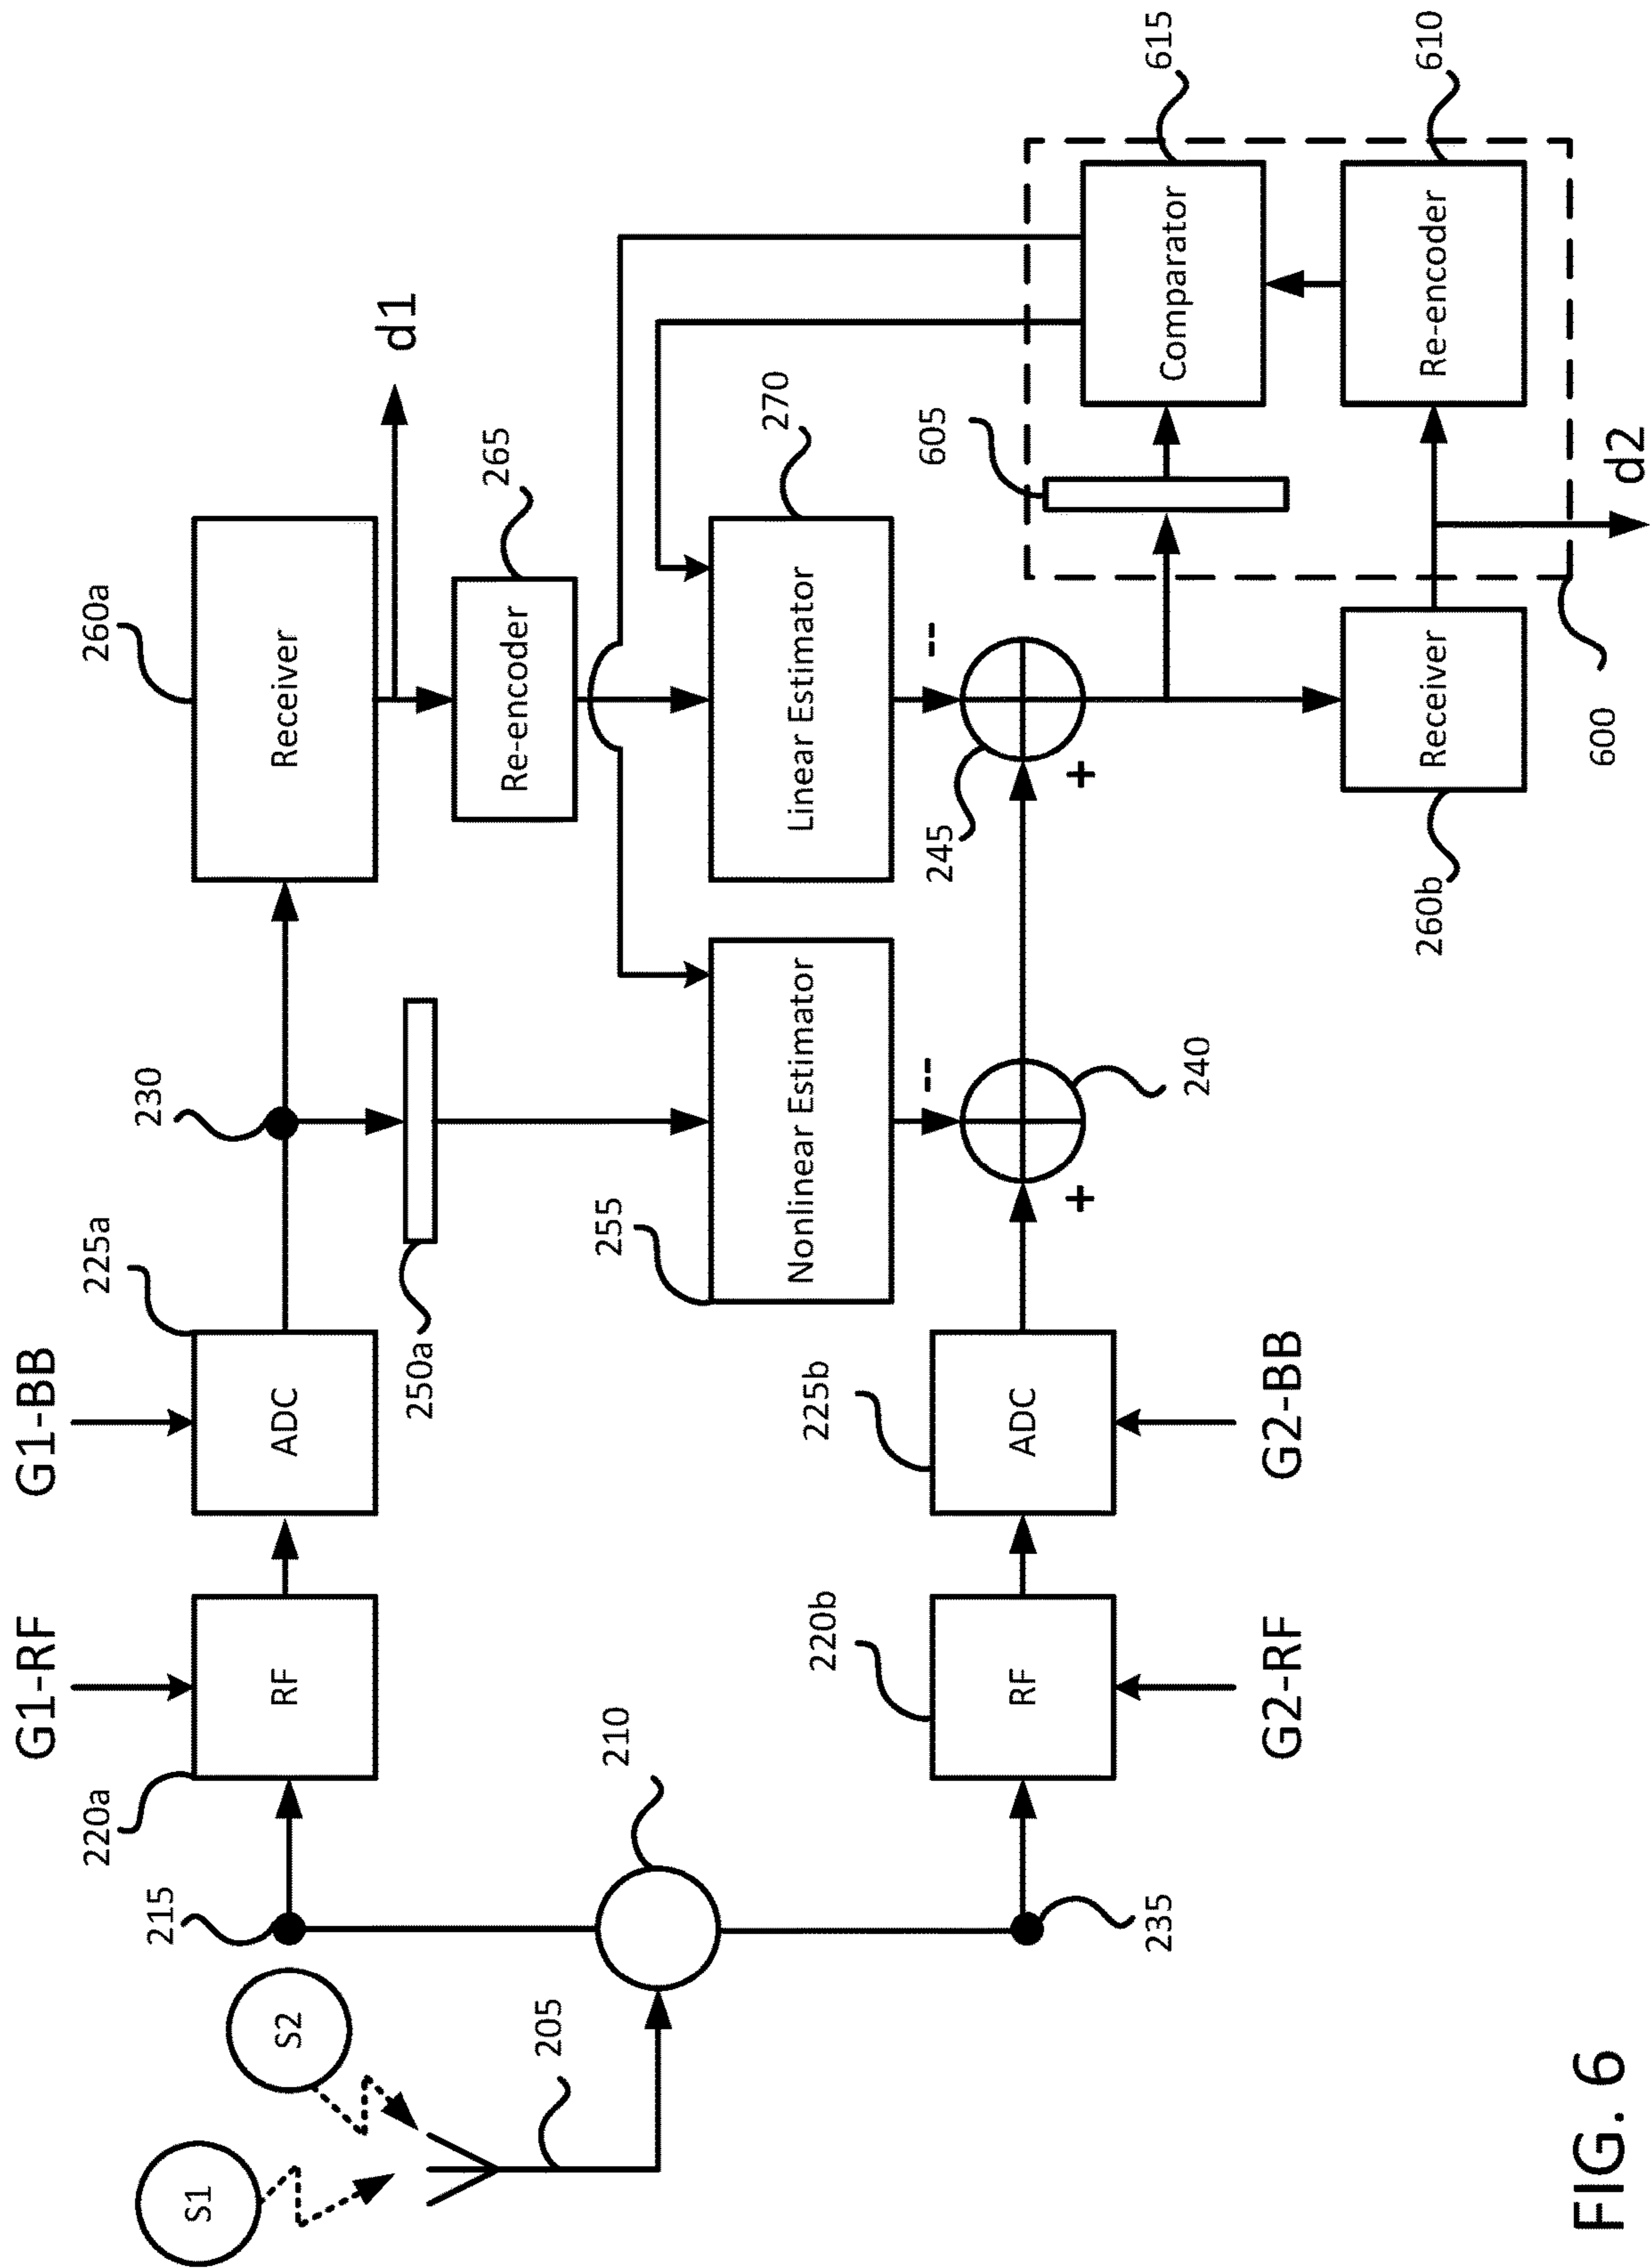 S1
S2
205
210
215
235
G1-RF
220a
RF
G1-BB
225a
ADC
230
250a
260a
Receiver
d1
265
Re-encoder
255
Nonlinear Estimator
270
Linear Estimator
220b
RF
G2-RF
225b
ADC
G2-BB
--
+
240
--
+
245
605
615
Comparator
610
Re-encoder
260b
Receiver
600
d2
FIG. 6